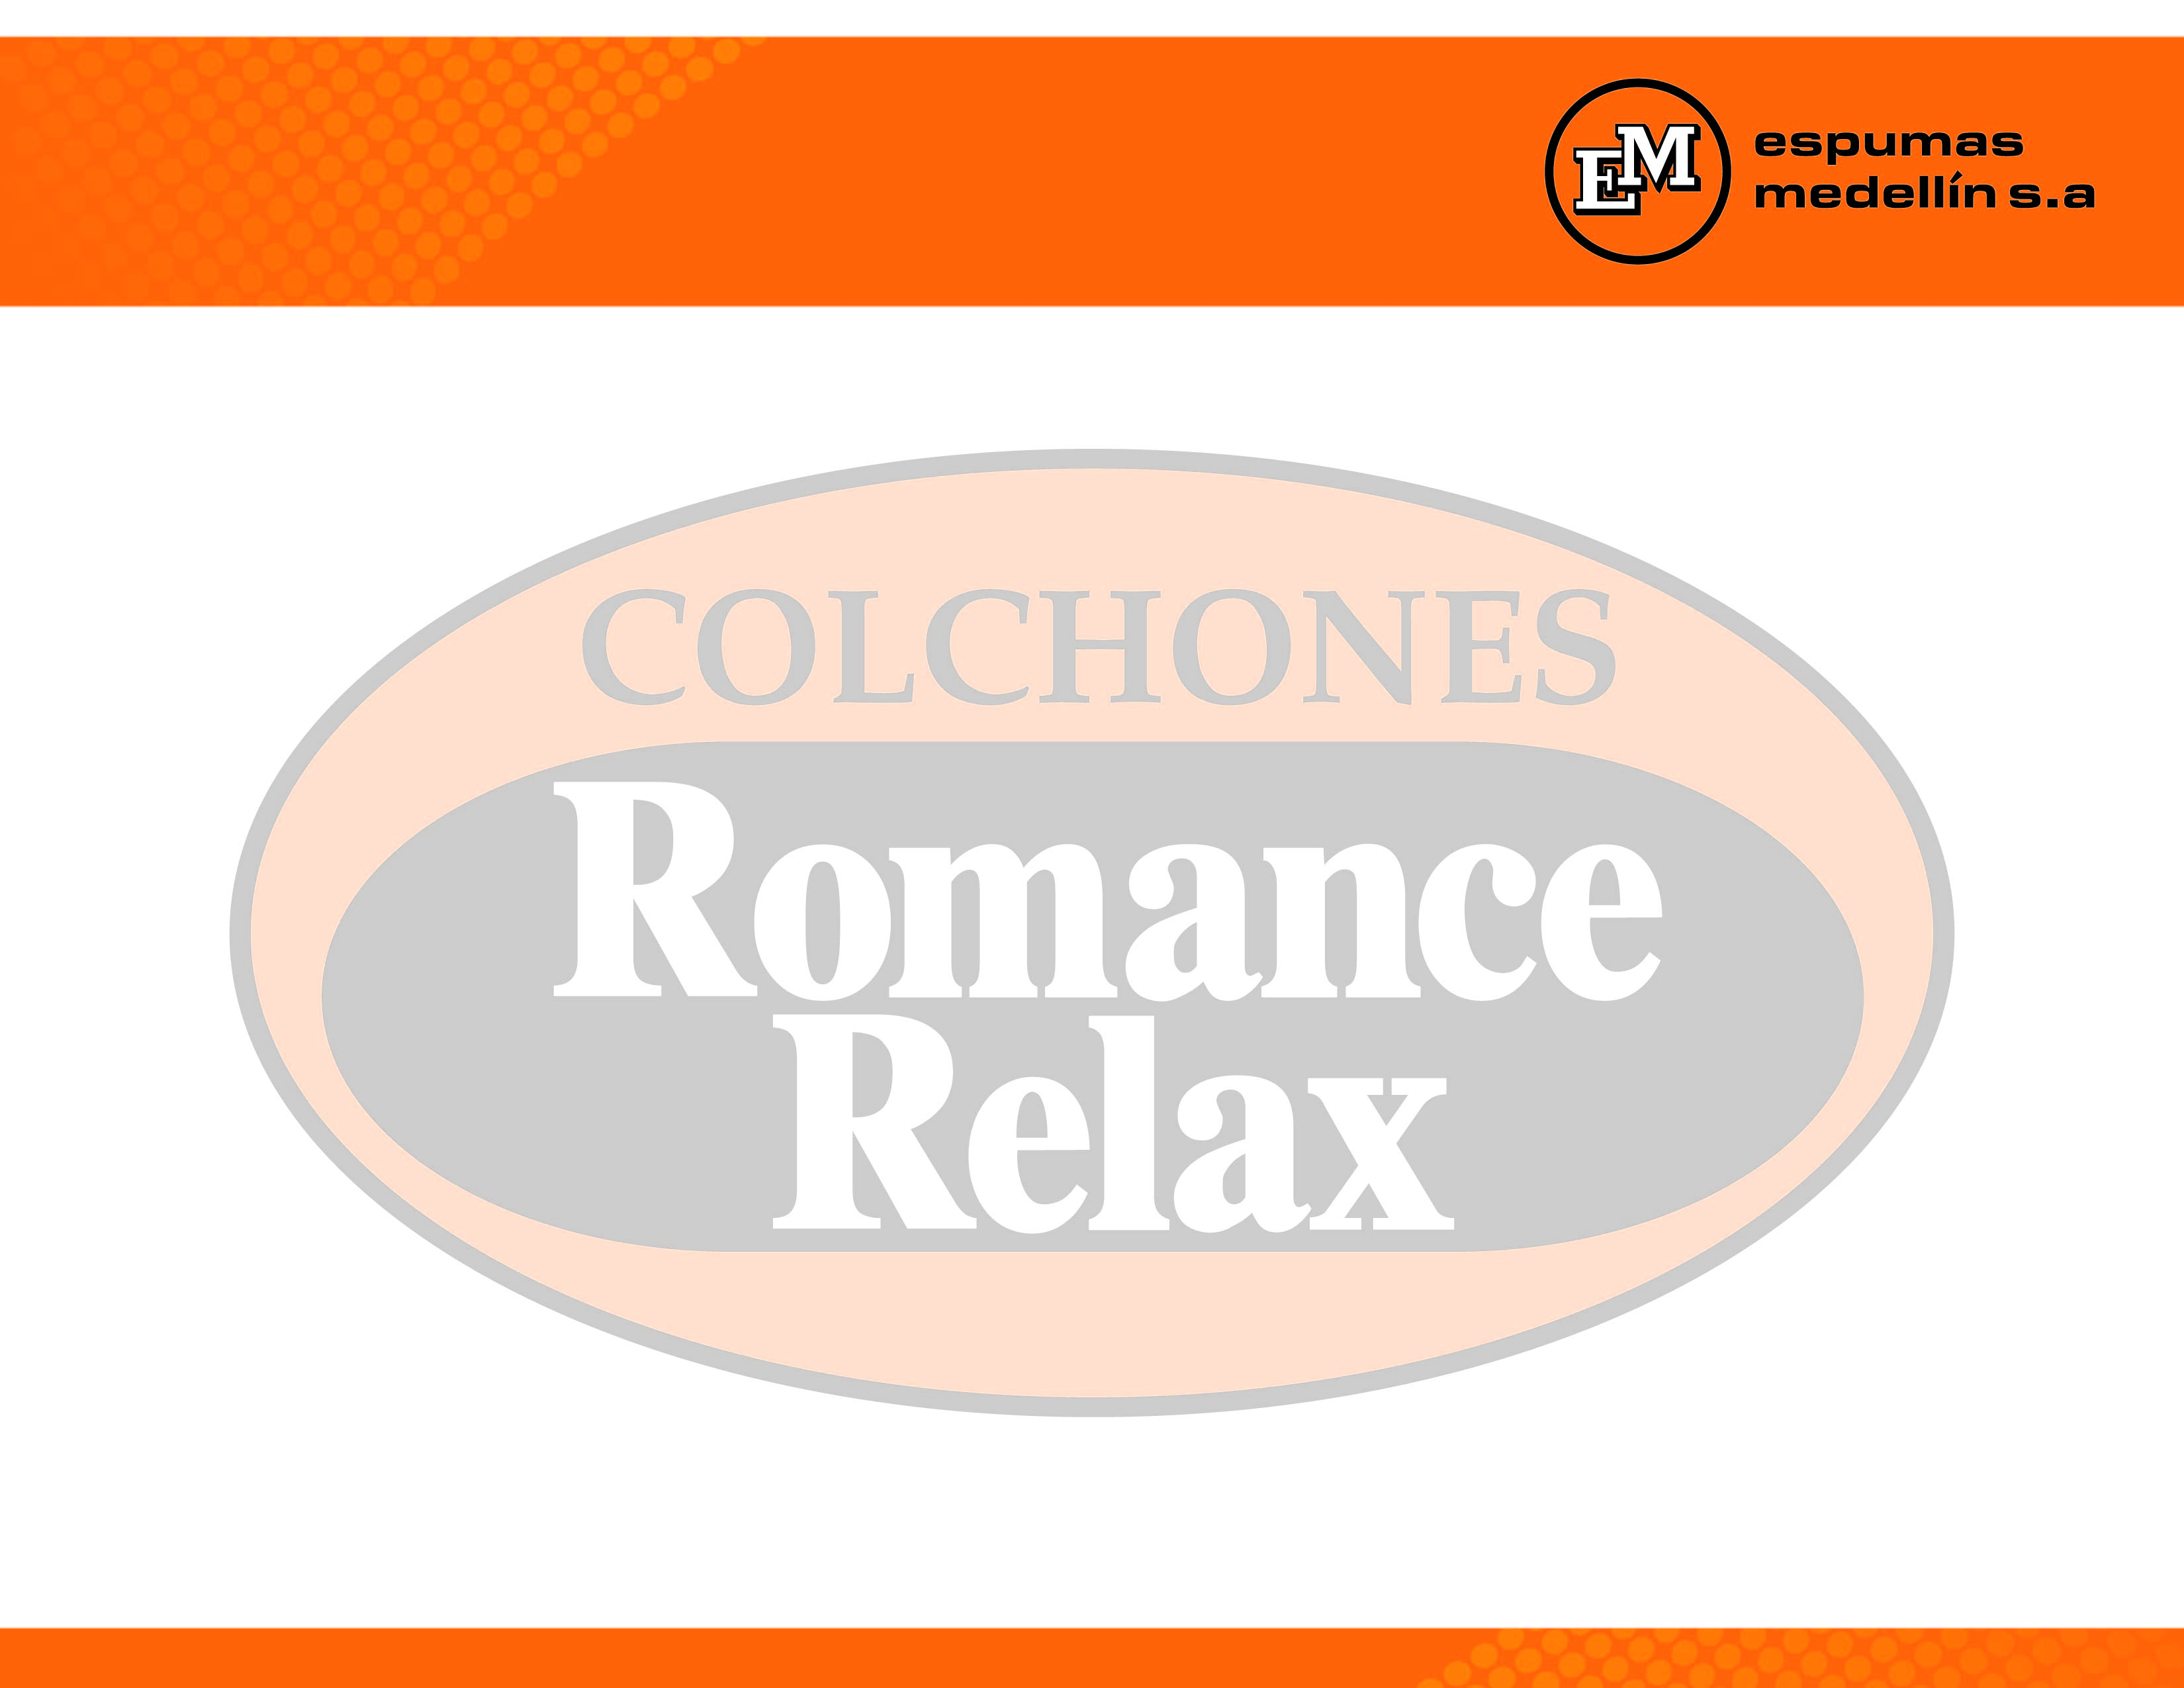 EM
espumas
medellín s.a
COLCHONES
Romance
Relax